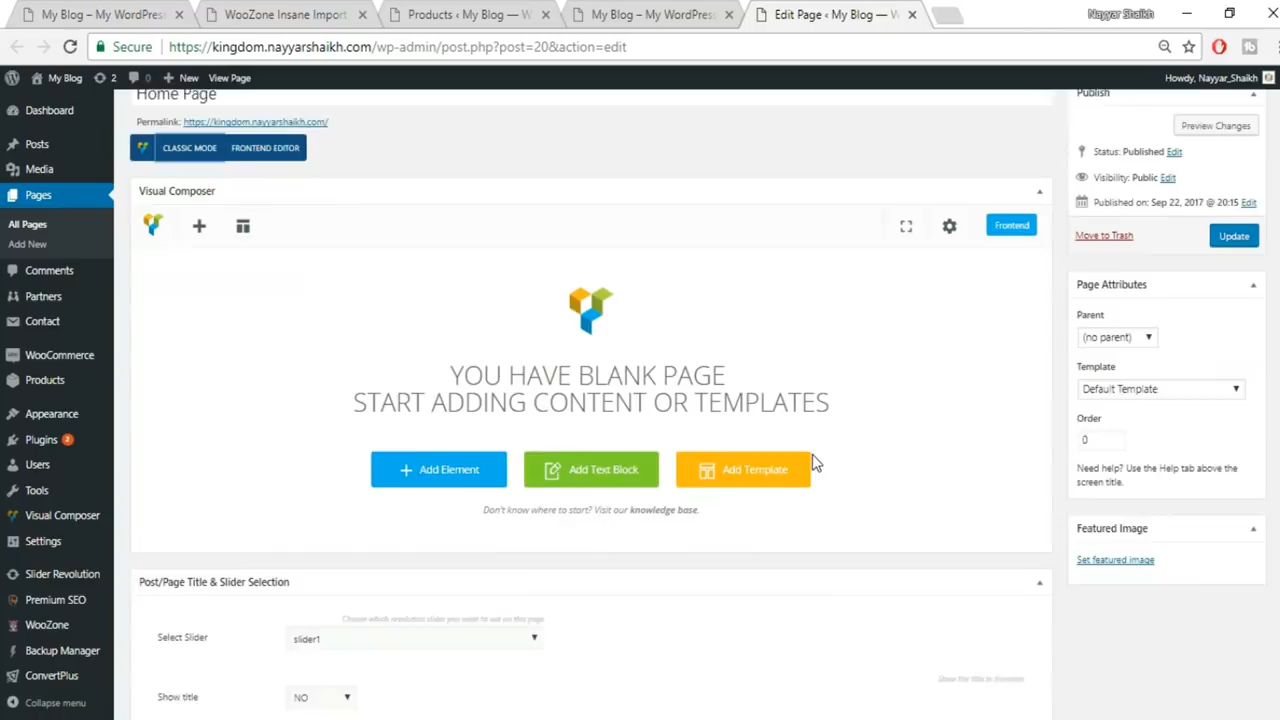 My Blog – My WordPress
WooZone Insane Import
Products ‹ My Blog — W
My Blog – My WordPress
Edit Page ‹ My Blog — W
Nayyar Shaikh
Secure
https://kingdom.nayyarshaikh.com/wp-admin/post.php?post=20&action=edit
My Blog
2
0
New
View Page
Howdy, Nayyar_Shaikh
Dashboard
Posts
Media
Pages
All Pages
Add New
Comments
Partners
Contact
WooCommerce
Products
Appearance
Plugins 2
Users
Tools
Visual Composer
Settings
Slider Revolution
Premium SEO
WooZone
Backup Manager
ConvertPlus
Collapse menu
Home Page
Permalink: https://kingdom.nayyarshaikh.com/
CLASSIC MODE
FRONTEND EDITOR
Visual Composer
Frontend
YOU HAVE BLANK PAGE
START ADDING CONTENT OR TEMPLATES
Add Element
Add Text Block
Add Template
Don't know where to start? Visit our knowledge base.
Post/Page Title & Slider Selection
Choose which revolution slider you want to use on this page
Select Slider
slider1
Show title
NO
Publish
Preview Changes
Status: Published Edit
Visibility: Public Edit
Published on: Sep 22, 2017 @ 20:15 Edit
Move to Trash
Update
Page Attributes
Parent
(no parent)
Template
Default Template
Order
0
Need help? Use the Help tab above the
screen title.
Featured Image
Set featured image